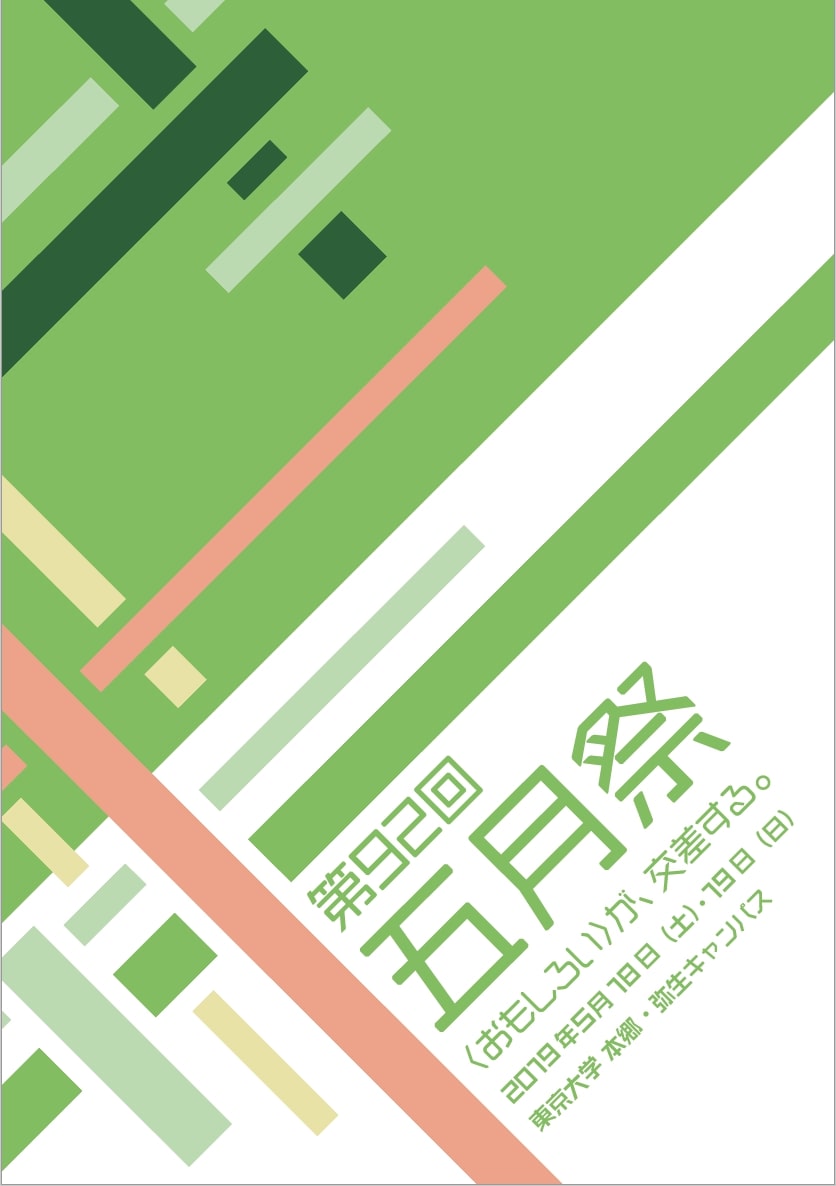 第92回
五月祭
〈おもしろい〉が、交差する。
2019年5月18日（土）・19日（日）
東京大学 本郷・弥生キャンパス